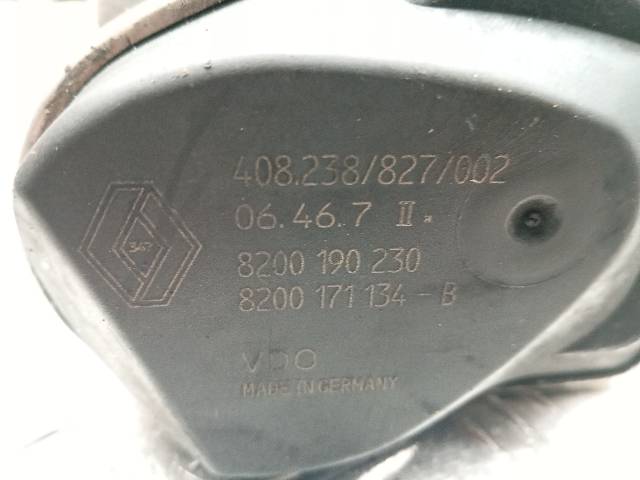 408.238/827/002
06.46.7 II.
8200 190 230
8200 171 134 - B
VDO
MADE IN GERMANY